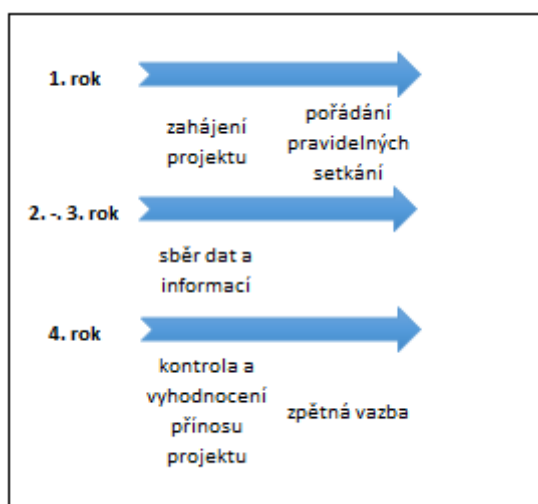 1. rok
zahájení
projektu
pořádání
pravidelných
setkání
2. -. 3. rok
sběr dat a
informací
4. rok
kontrola a
vyhodnocení
přínosu
projektu
zpětná vazba